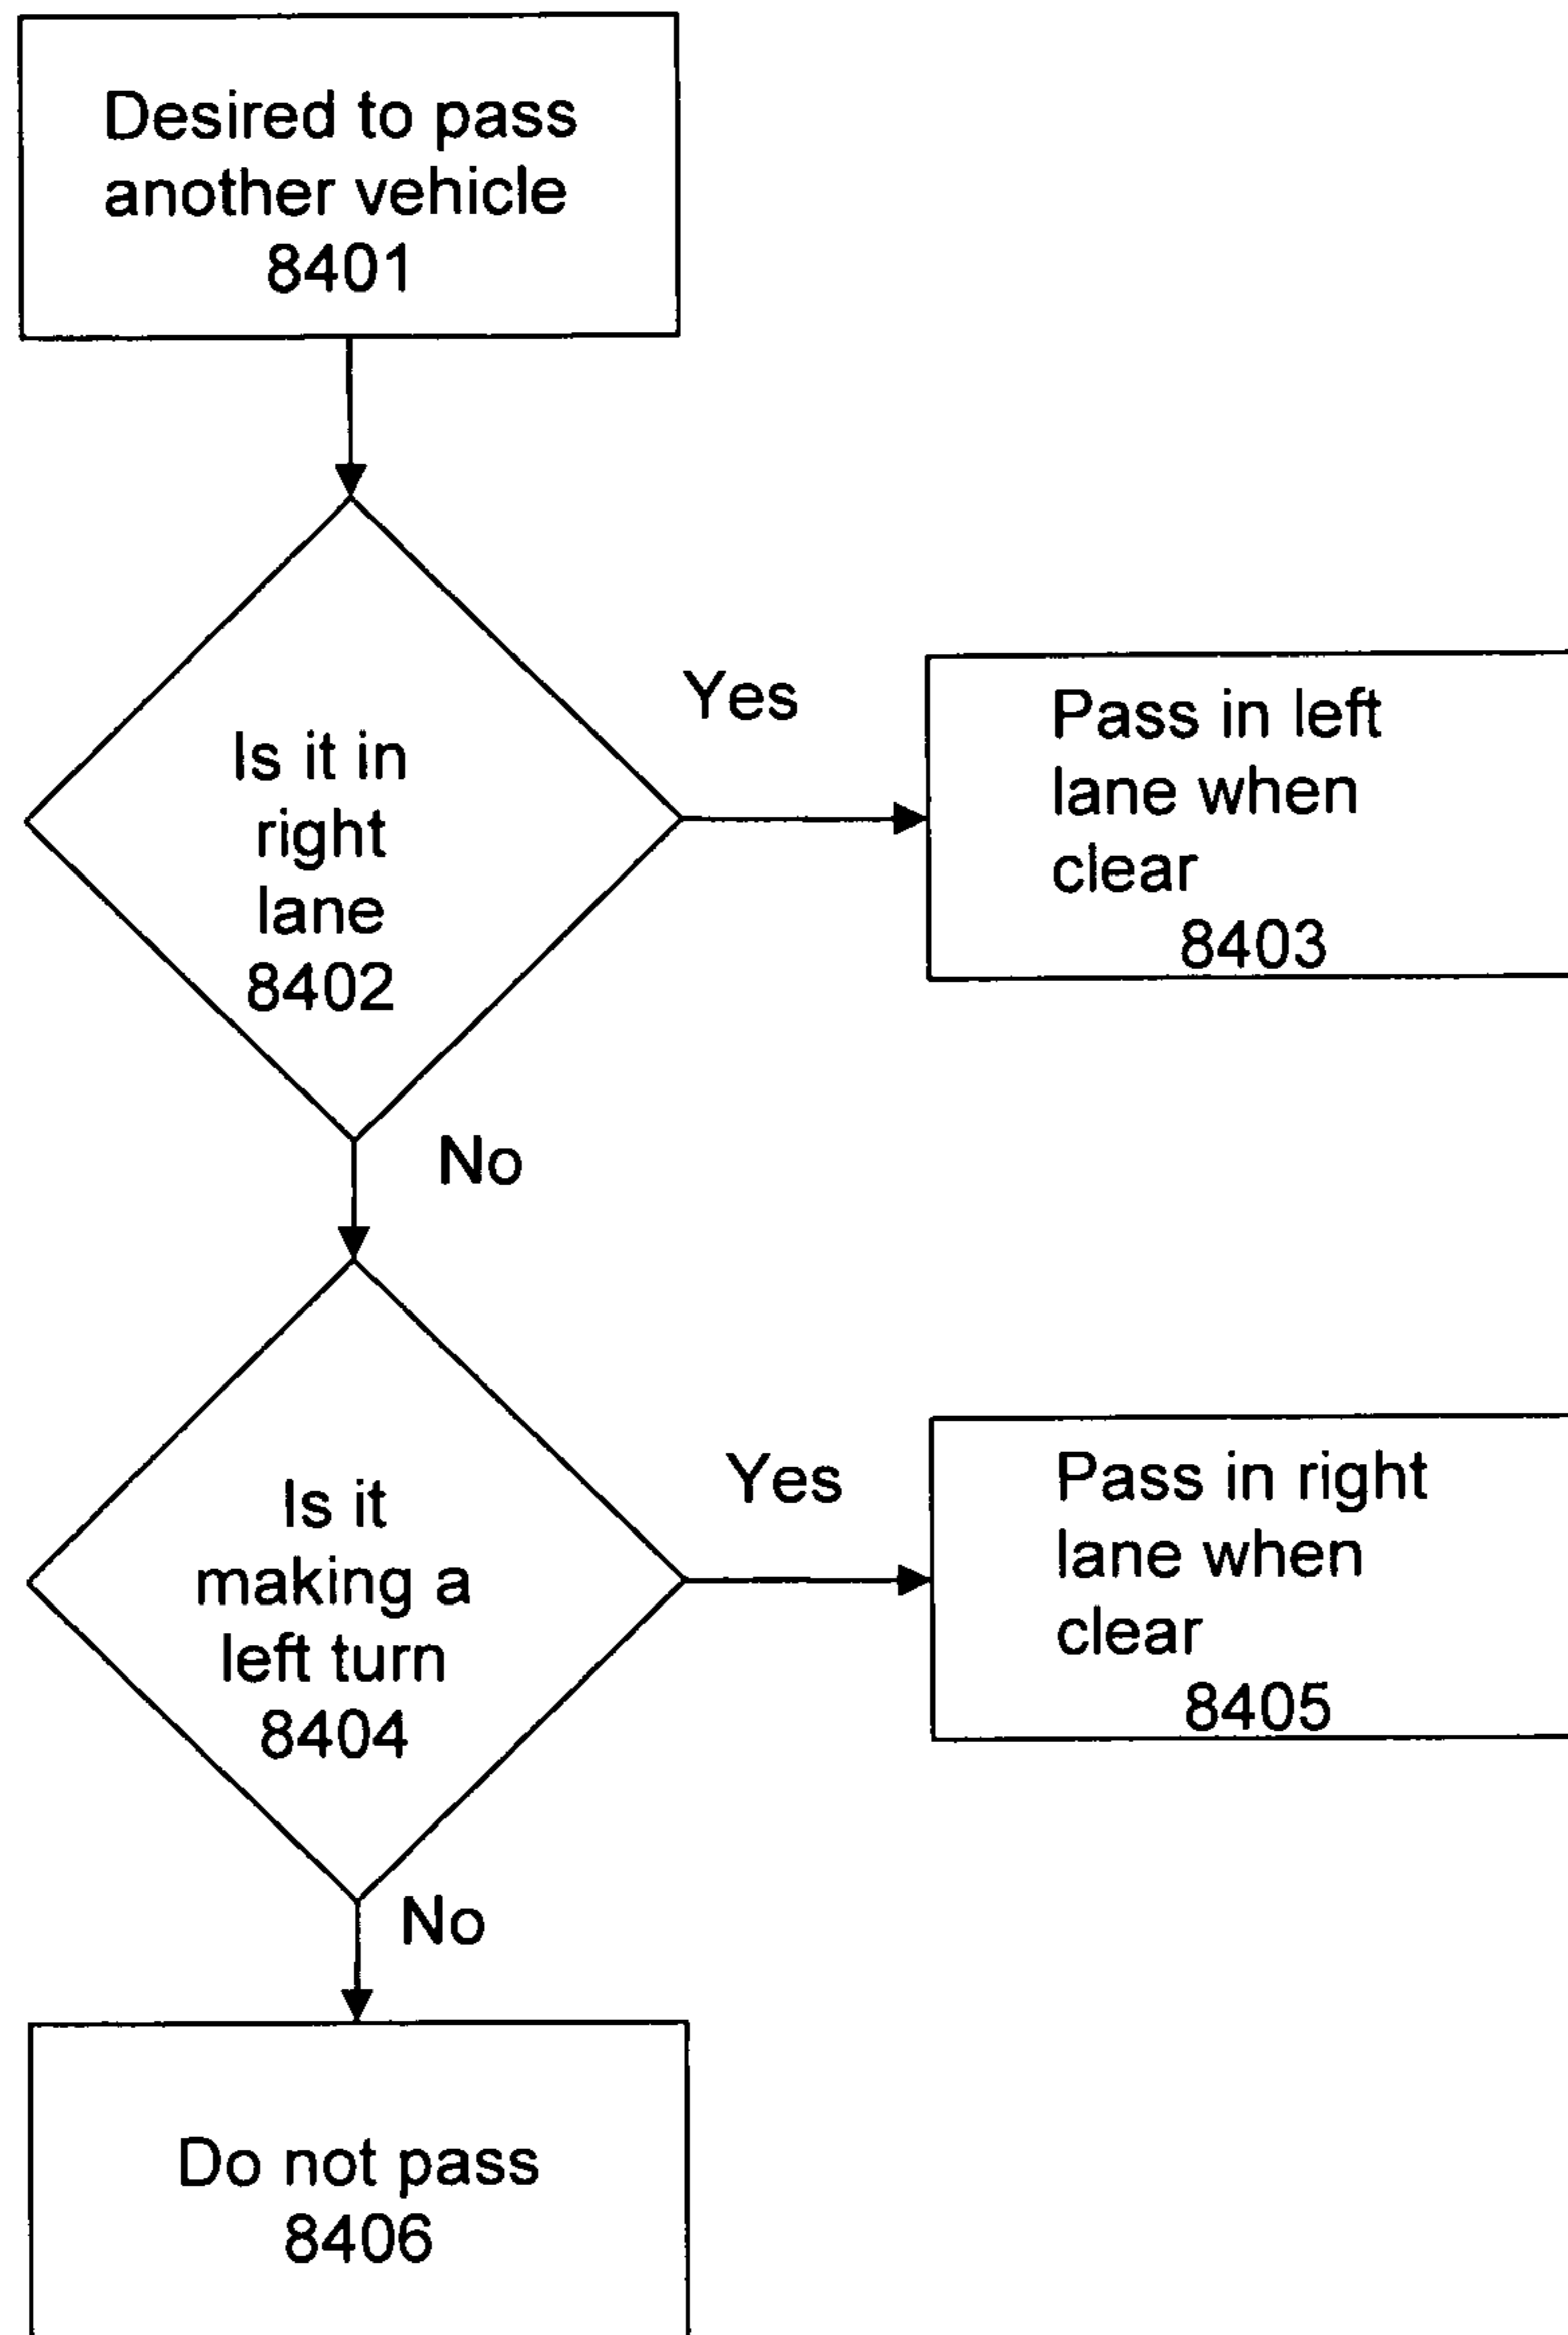 Desired to pass
another vehicle
8401
Is it in
right
lane
8402
Yes
Pass in left
lane when
clear
8403
No
Is it
making a
left turn
8404
Yes
Pass in right
lane when
clear
8405
No
Do not pass
8406